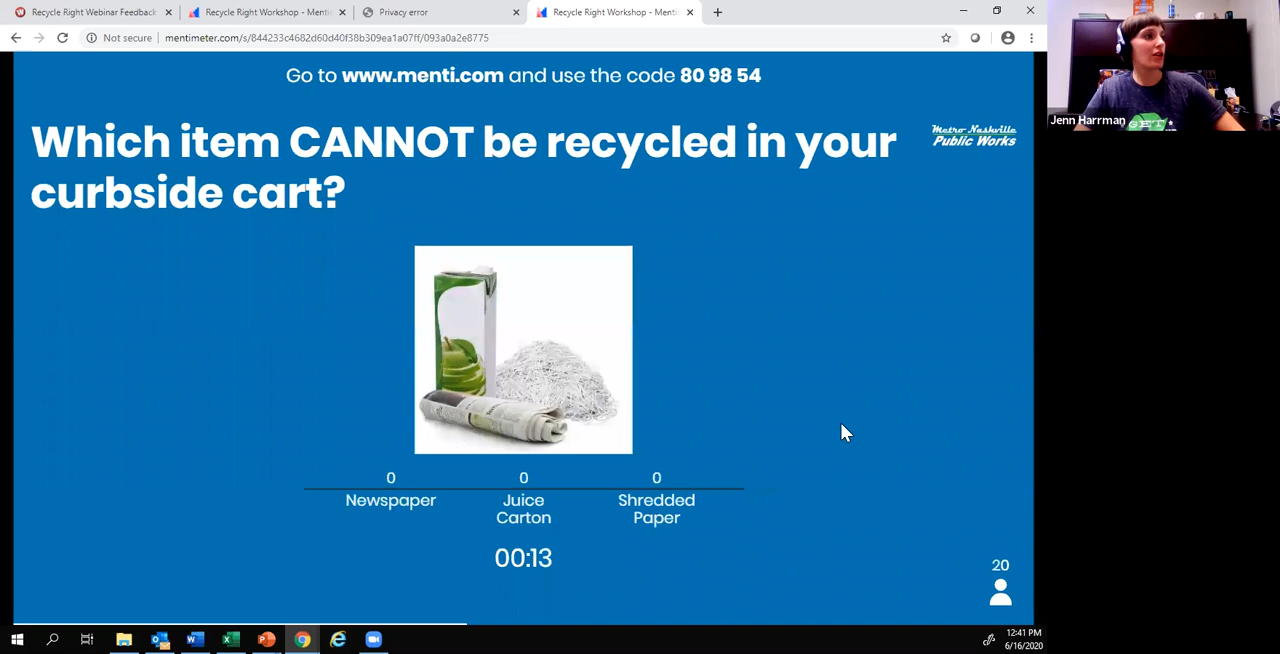 Recycle Right Webinar Feedback
Recycle Right Workshop - Menti
Privacy error
Recycle Right Workshop - Menti
Not secure
mentimeter.com/s/844233c4682d60d40f38b309ea1a07ff/093a0a2e8775
Go to www.menti.com and use the code 80 98 54
Which item CANNOT be recycled in your
curbside cart?
Metro Nashville
Public Works
Jenn Harrman
GET
0 0 0
Newspaper
Juice
Carton
Shredded
Paper
00:13
20
12:41 PM
6/16/2020